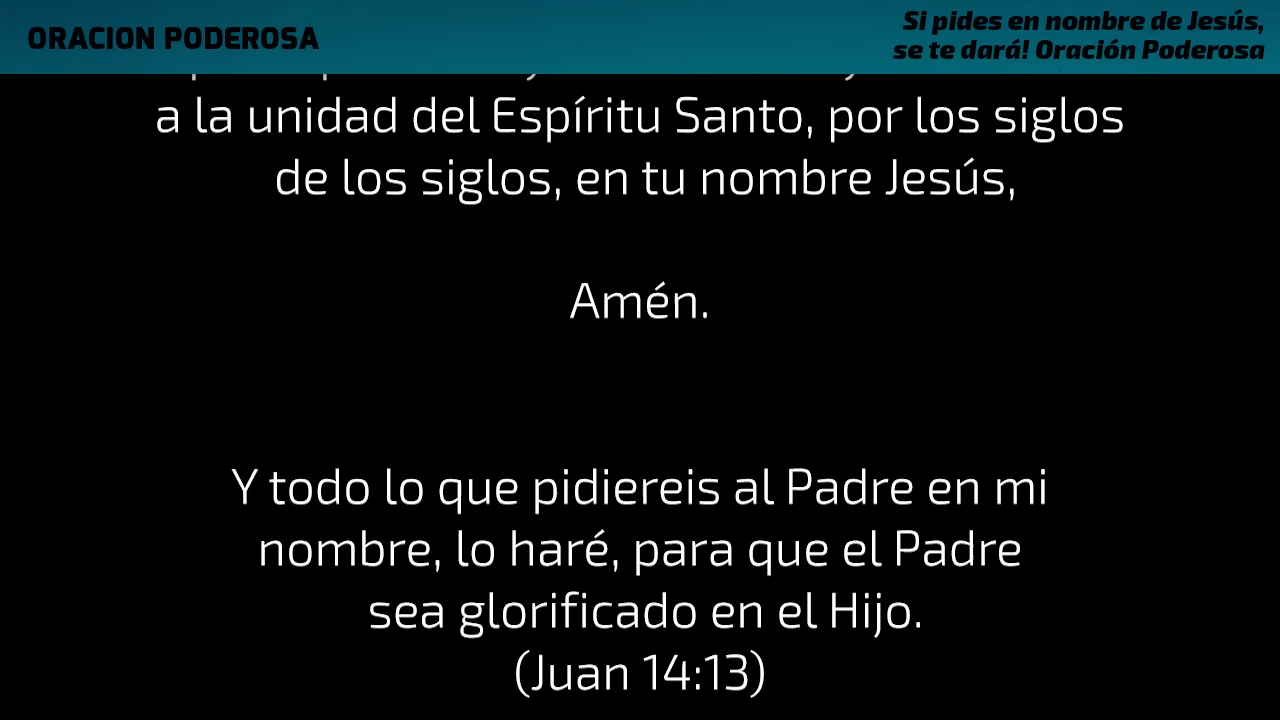 ORACION PODEROSA
Si pides en nombre de Jesús,
se te dará! Oración Poderosa
a la unidad del Espíritu Santo, por los siglos
de los siglos, en tu nombre Jesús,
Amén.
Y todo lo que pidiereis al Padre en mi
nombre, lo haré, para que el Padre
sea glorificado en el Hijo.
(Juan 14:13)